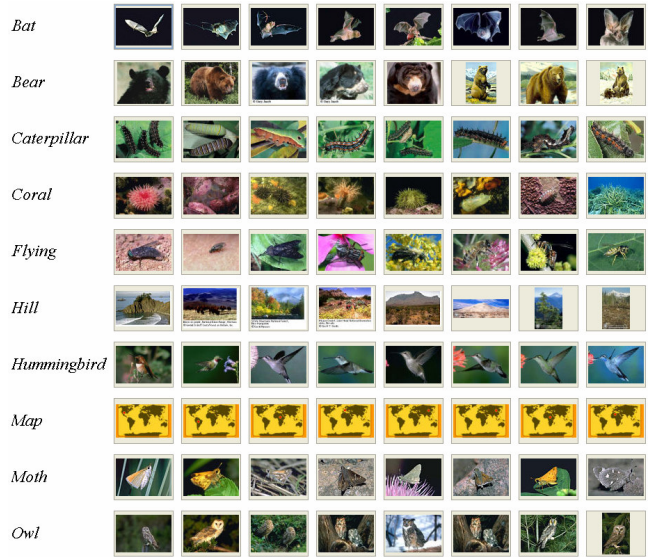 Bat
Bear
Caterpillar
Coral
Flying
Hill
Hummingbird
Map
Moth
Owl